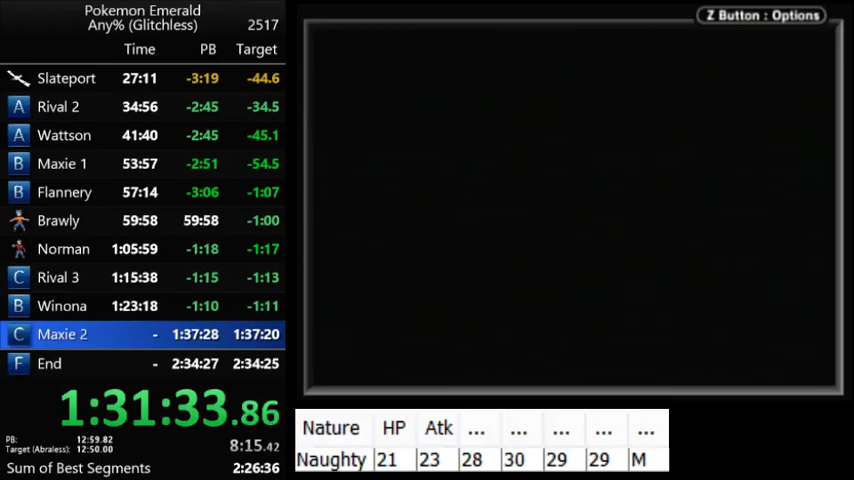 Pokemon Emerald
Any% (Glitchless) 2517
Time PB Target
Slateport 27:11 -3:19 -44.6
A Rival 2 34:56 -2:45 -34.5
A Wattson 41:40 -2:45 -45.1
B Maxie 1 53:57 -2:51 -54.5
B Flannery 57:14 -3:06 -1:07
Brawly 59:58 59:58 -1:00
Norman 1:05:59 -1:18 -1:17
C Rival 3 1:15:38 -1:15 -1:13
B Winona 1:23:18 -1:10 -1:11
C Maxie 2 - 1:37:28 1:37:20
F End - 2:34:27 2:34:25
1:31:33.86
PB: 12:59.82
Target (Abraless): 12:50.00 8:15.42
Sum of Best Segments 2:26:36
Z Button : Options
Nature HP Atk ... ... ... ... ...
Naughty 21 23 28 30 29 29 M